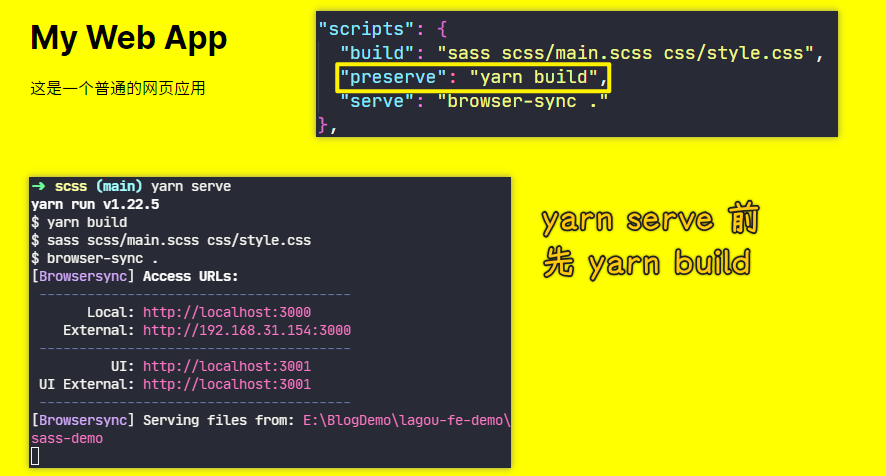 My Web App
这是一个普通的网页应用
"scripts": {
"build": "sass scss/main.scss css/style.css",
"preserve": "yarn build",
"serve": "browser-sync ."
},
➜ scss (main) yarn serve
yarn run v1.22.5
$ yarn build
$ sass scss/main.scss css/style.css
$ browser-sync .
[Browsersync] Access URLs:
--------------------------------------
Local: http://localhost:3000
External: http://192.168.31.154:3000
--------------------------------------
UI: http://localhost:3001
UI External: http://localhost:3001
--------------------------------------
[Browsersync] Serving files from: E:\BlogDemo\lagou-fe-demo\
sass-demo
yarn serve 前
先 yarn build